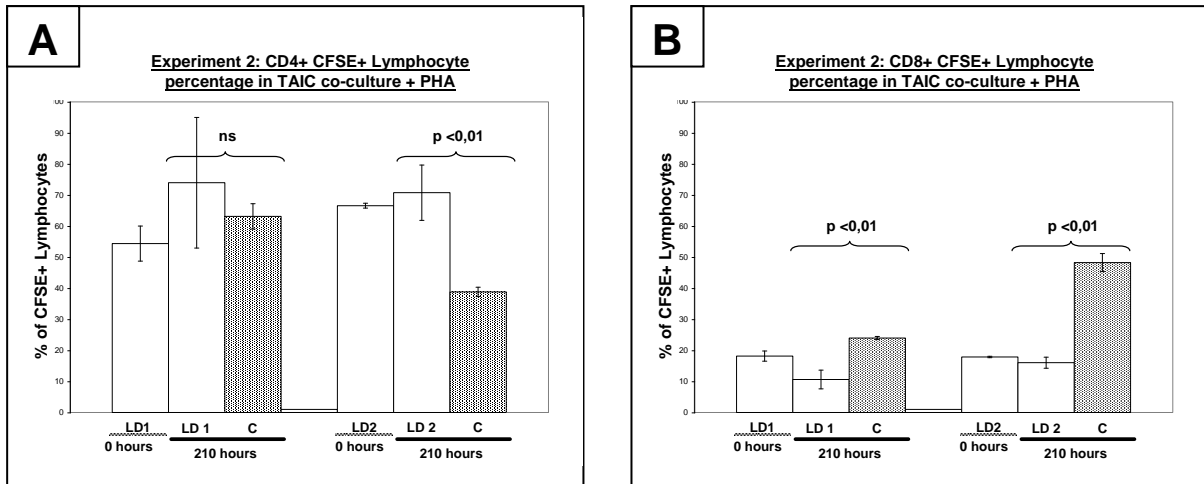 A
Experiment 2: CD4+ CFSE+ Lymphocyte
percentage in TAIC co-culture + PHA
% of CFSE+ Lymphocytes
100
90
80
70
60
50
40
30
20
10
0
ns
p <0,01
LD1 LD 1 C LD2 LD 2 C
0 hours 210 hours 0 hours 210 hours
B
Experiment 2: CD8+ CFSE+ Lymphocyte
percentage in TAIC co-culture + PHA
% of CFSE+ Lymphocytes
100
90
80
70
60
50
40
30
20
10
0
p <0,01
p <0,01
LD1 LD 1 C LD2 LD 2 C
0 hours 210 hours 0 hours 210 hours